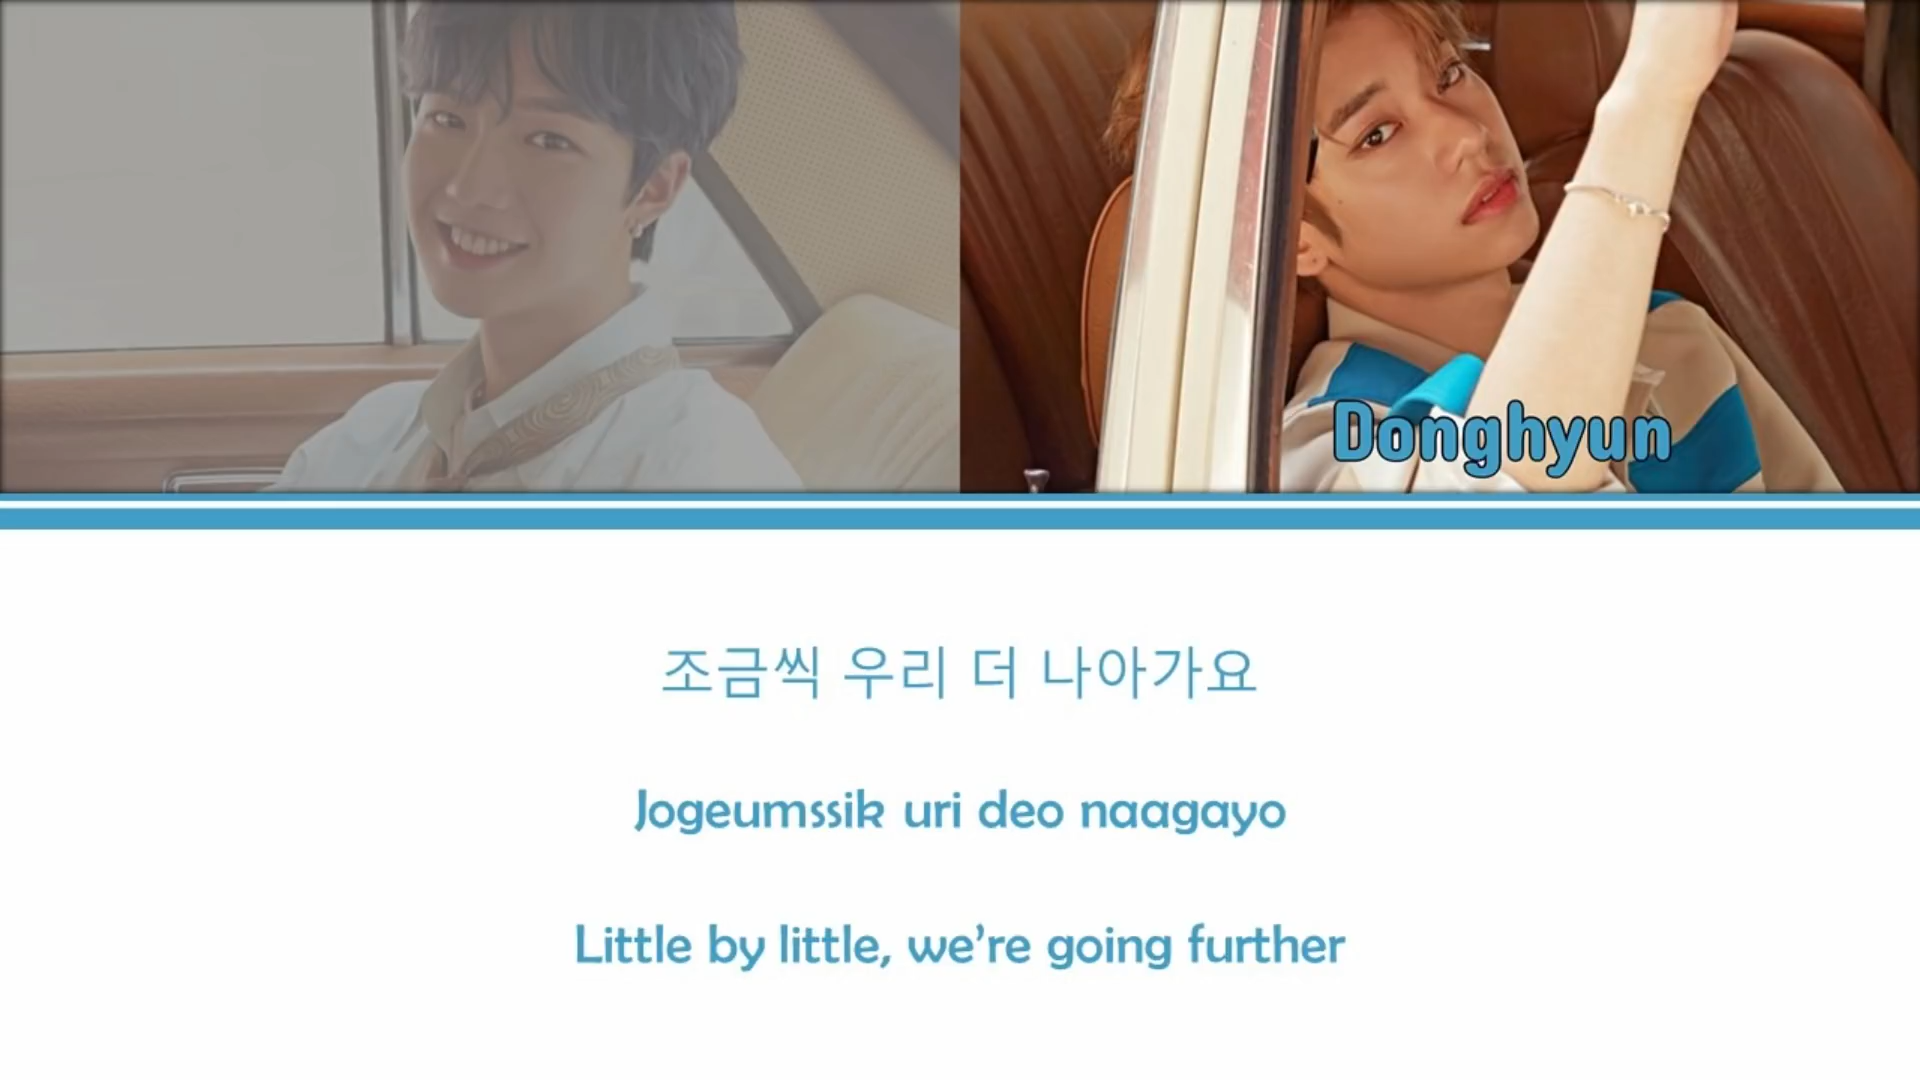 Donghyun
조금씩 우리 더 나아가요
Jogeumssik uri deo naagayo
Little by little, we're going further